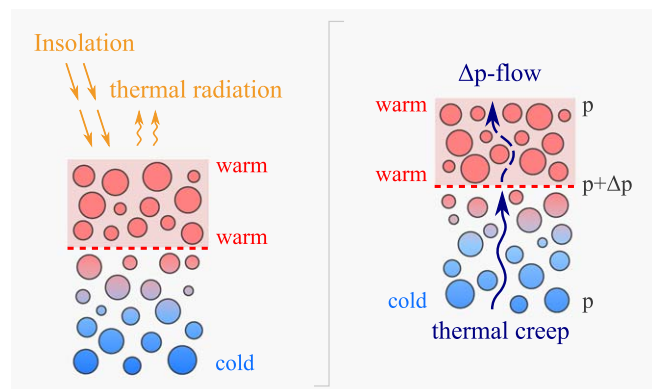 Insolation
thermal radiation
warm
warm
cold
Δp-flow
warm
p
warm
p+Δp
cold
p
thermal creep